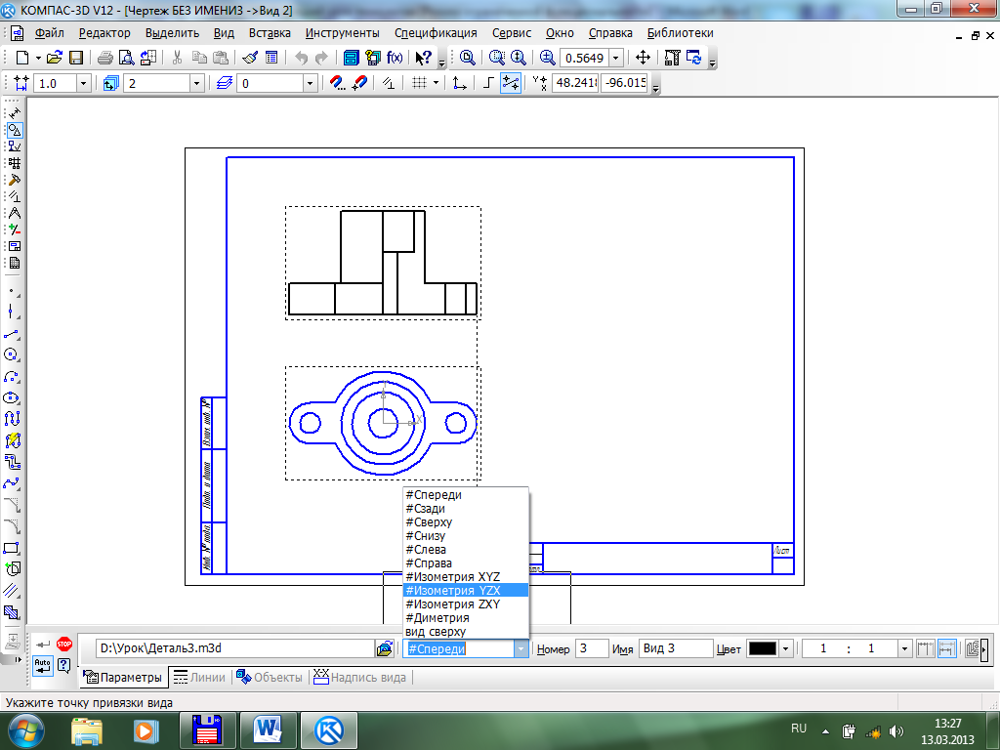 КОМПАС-3D V12 - [Чертеж БЕЗ ИМЕНИ3 ->Вид 2]
Файл Редактор Выделить Вид Вставка Инструменты Спецификация Сервис Окно Справка Библиотеки
f(x) 0.5649
1.0 2 0 48.2418 -96.015
Y
X
#Спереди
#Сзади
#Сверху
#Снизу
#Слева
#Справа
#Изометрия XYZ
#Изометрия YZX
#Изометрия ZXY
#Диметрия
вид сверху
Лист
STOP D:\Урок\Деталь3.m3d #Спереди Номер 3 Имя Вид 3 Цвет 1 : 1
Auto Параметры Линии Объекты Надпись вида
Укажите точку привязки вида
RU 13:27
13.03.2013